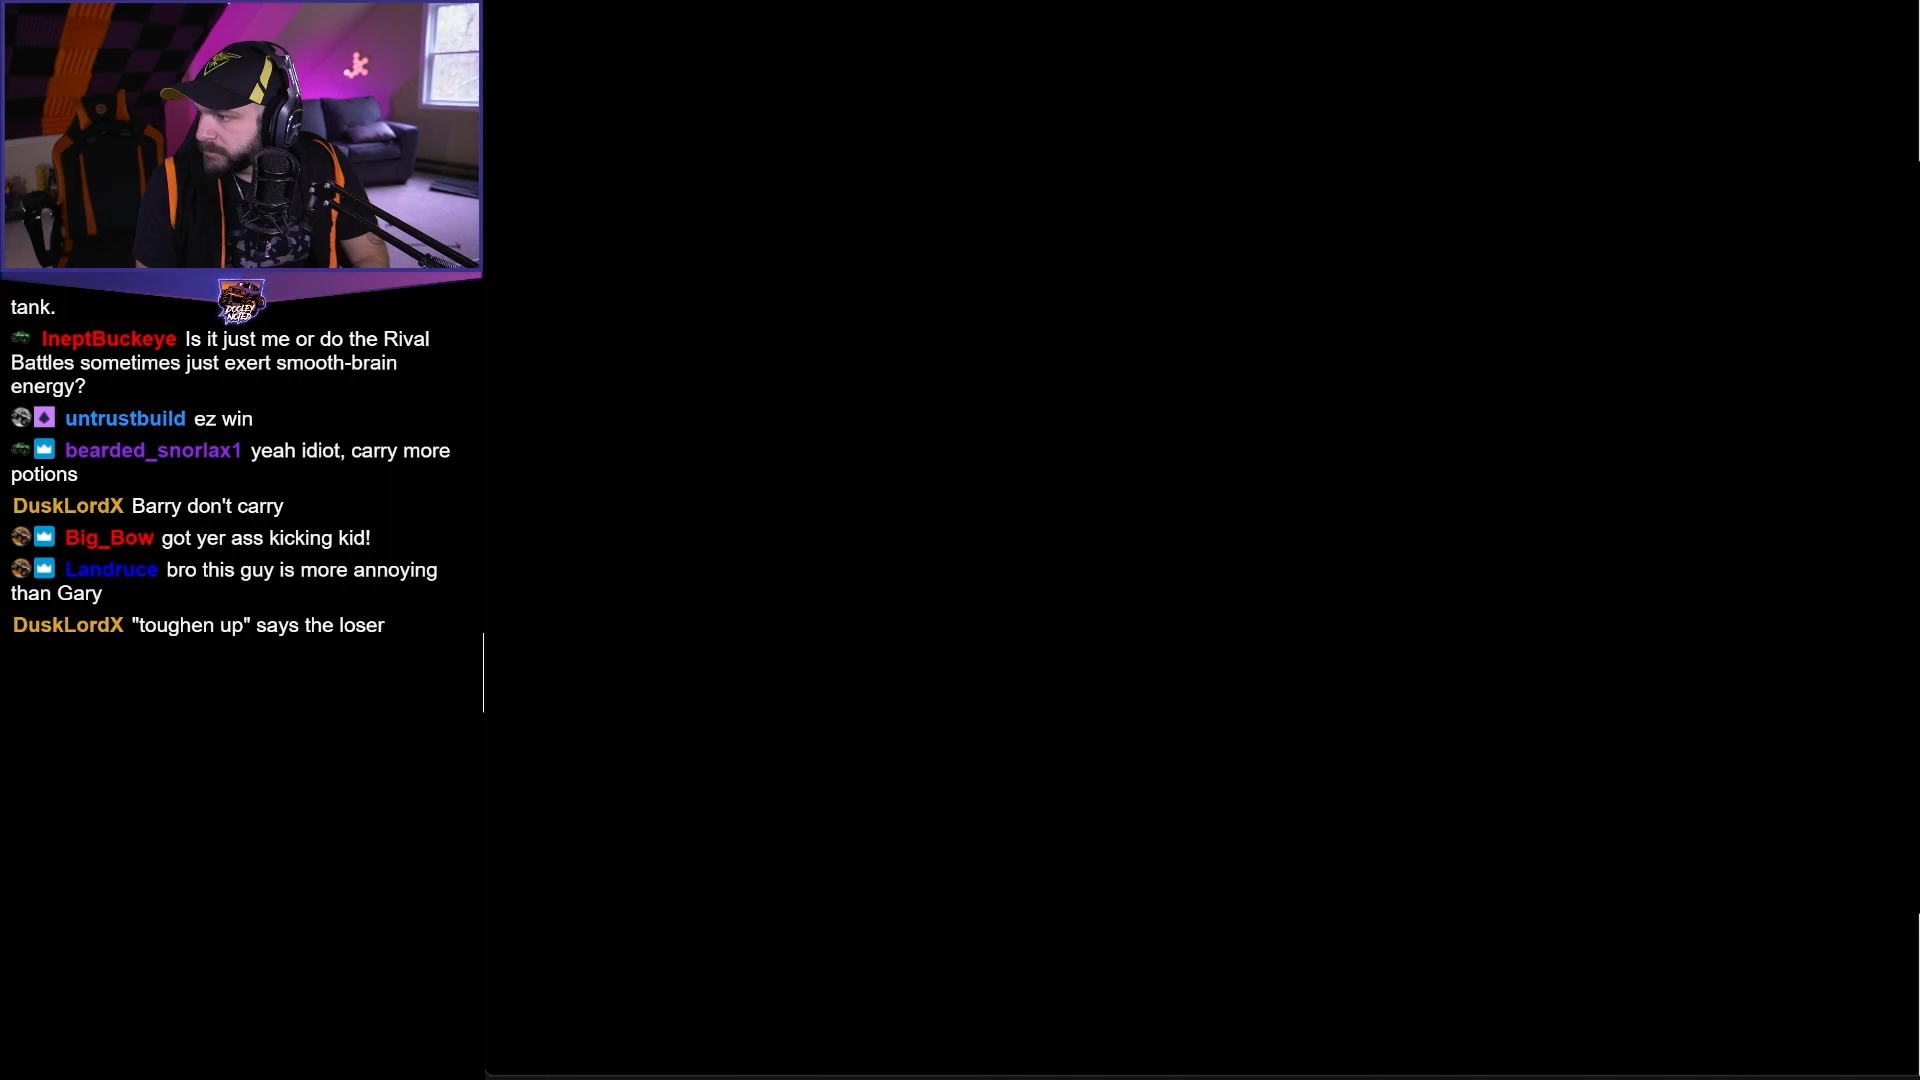 DOOLEY
NOTED
tank.
IneptBuckeye Is it just me or do the Rival
Battles sometimes just exert smooth-brain
energy?
untrustbuild ez win
bearded_snorlax1 yeah idiot, carry more
potions
DuskLordX Barry don't carry
Big_Bow got yer ass kicking kid!
Landruce bro this guy is more annoying
than Gary
DuskLordX "toughen up" says the loser